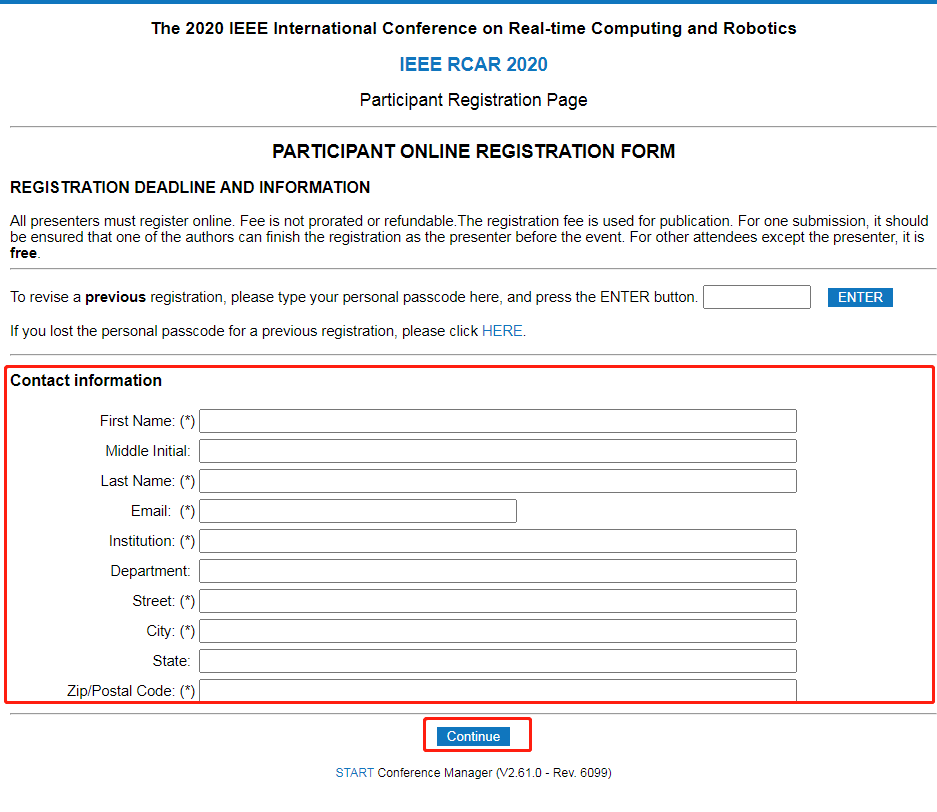 The 2020 IEEE International Conference on Real-time Computing and Robotics
IEEE RCAR 2020
Participant Registration Page
PARTICIPANT ONLINE REGISTRATION FORM
REGISTRATION DEADLINE AND INFORMATION
All presenters must register online. Fee is not prorated or refundable.The registration fee is used for publication. For one submission, it should
be ensured that one of the authors can finish the registration as the presenter before the event. For other attendees except the presenter, it is
free.
To revise a previous registration, please type your personal passcode here, and press the ENTER button. ENTER
If you lost the personal passcode for a previous registration, please click HERE.
Contact information
First Name: (*)
Middle Initial:
Last Name: (*)
Email: (*)
Institution: (*)
Department:
Street: (*)
City: (*)
State:
Zip/Postal Code: (*)
Continue
START Conference Manager (V2.61.0 - Rev. 6099)